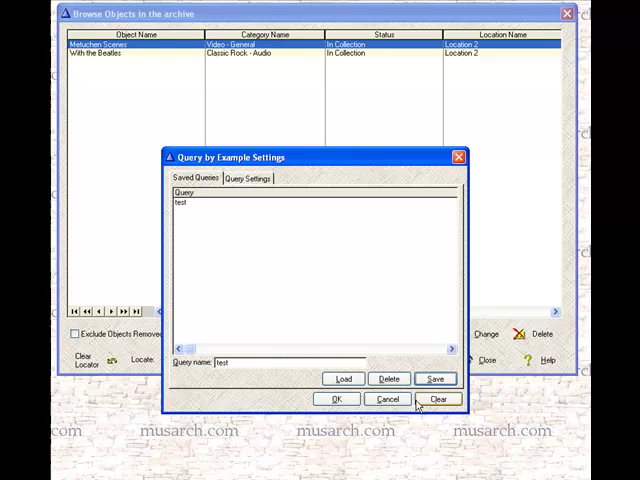 Browse Objects in the archive
Object Name Category Name Status Location Name
Metuchen Scenes Video - General In Collection Location 2
With the Beatles Classic Rock - Audio In Collection Location 2
Query by Example Settings
Saved Queries Query Settings
Query
test
Exclude Objects Removed
Change Delete
Clear
Locator
Locate:
Close Help
Query name: test
Load Delete Save
OK Cancel Clear
musarch.com musarch.com musarch.com